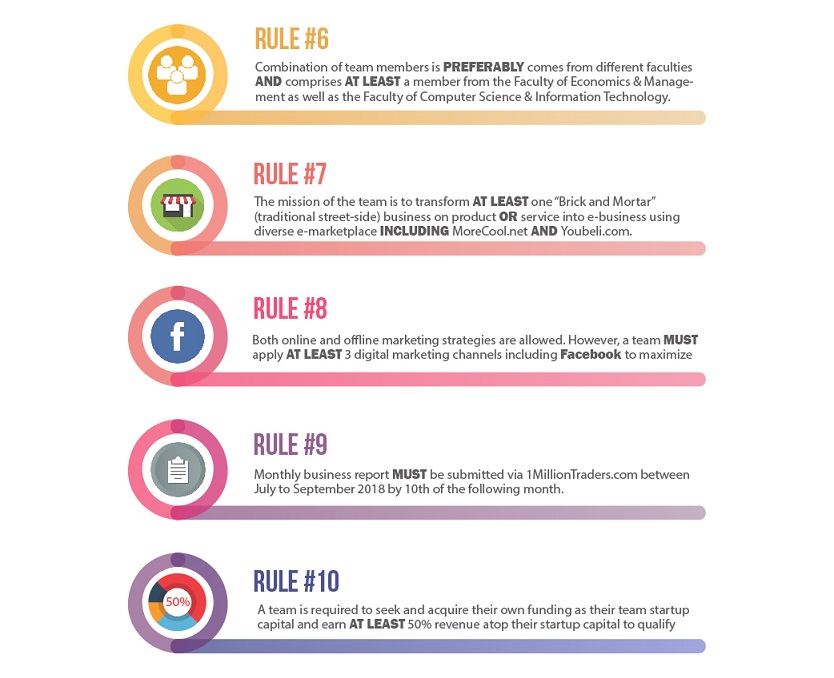 RULE #6
Combination of team members is PREFERABLY comes from different faculties
AND comprises AT LEAST a member from the Faculty of Economics & Manage-
ment as well as the Faculty of Computer Science & Information Technology.
RULE #7
The mission of the team is to transform AT LEAST one “Brick and Mortar”
(traditional street-side) business on product OR service into e-business using
diverse e-marketplace INCLUDING MoreCool.net AND Youbeli.com.
f
RULE #8
Both online and offline marketing strategies are allowed. However, a team MUST
apply AT LEAST 3 digital marketing channels including Facebook to maximize
RULE #9
Monthly business report MUST be submitted via 1MillionTraders.com between
July to September 2018 by 10th of the following month.
50%
RULE #10
A team is required to seek and acquire their own funding as their team startup
capital and earn AT LEAST 50% revenue atop their startup capital to qualify